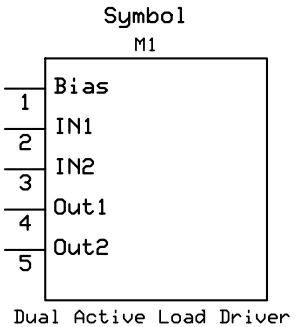 Symbol
M1
Bias
1
IN1
2
IN2
3
Out1
4
Out2
5
Dual Active Load Driver